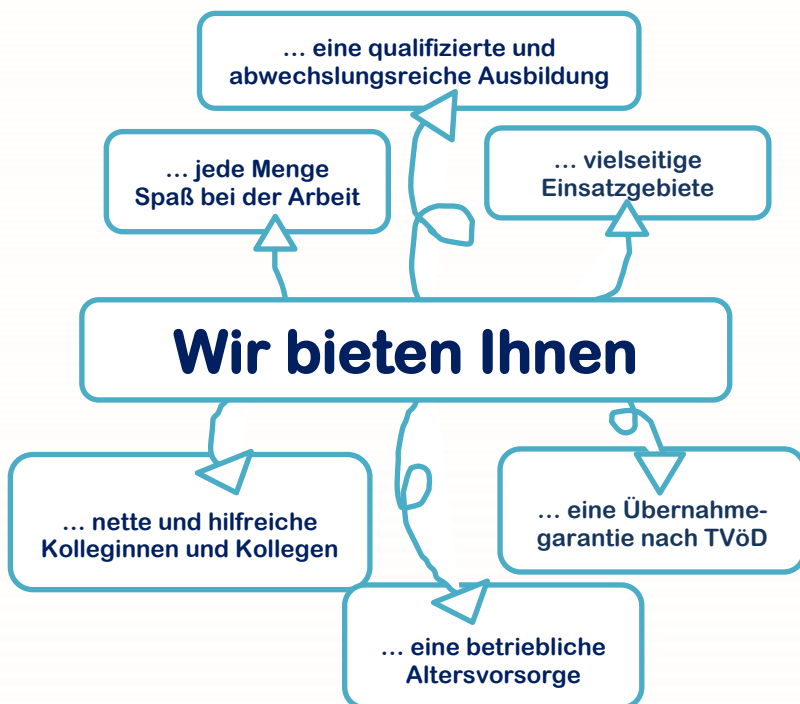 … eine qualifizierte und
abwechslungsreiche Ausbildung
… jede Menge
Spaß bei der Arbeit
… vielseitige
Einsatzgebiete
Wir bieten Ihnen
… nette und hilfreiche
Kolleginnen und Kollegen
… eine Übernahme-
garantie nach TVöD
… eine betriebliche
Altersvorsorge